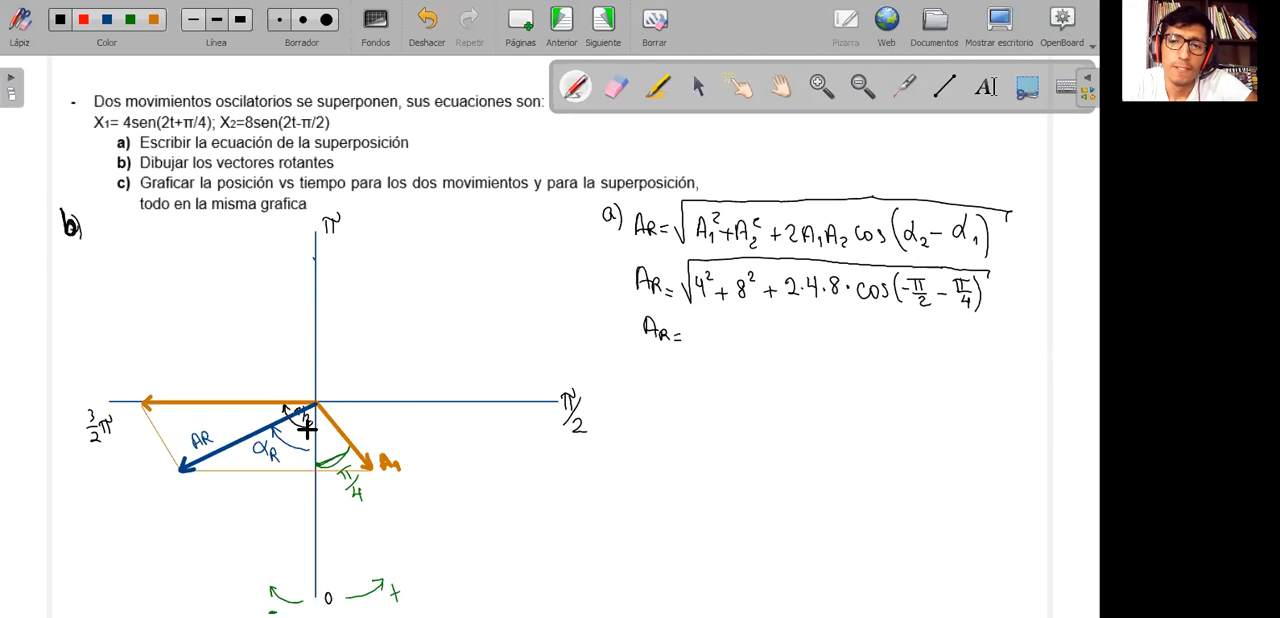 Lápiz Color Línea Borrador Fondos Deshacer Repetir Páginas Anterior Siguiente Borrar Pizarra Web Documentos Mostrar escritorio OpenBoard
- Dos movimientos oscilatorios se superponen, sus ecuaciones son:
X1= 4sen(2t+π/4); X2=8sen(2t-π/2)
a) Escribir la ecuación de la superposición
b) Dibujar los vectores rotantes
c) Graficar la posición vs tiempo para los dos movimientos y para la superposición,
todo en la misma grafica
b)
π
a) AR= √A1²+A2²+2A1A2 cos(α2-α1)
AR= √4²+8²+2·4·8·cos(-π/2-π/4)
AR=
3/2π
π/2
AR
αR
A1
π/4
- 0 +